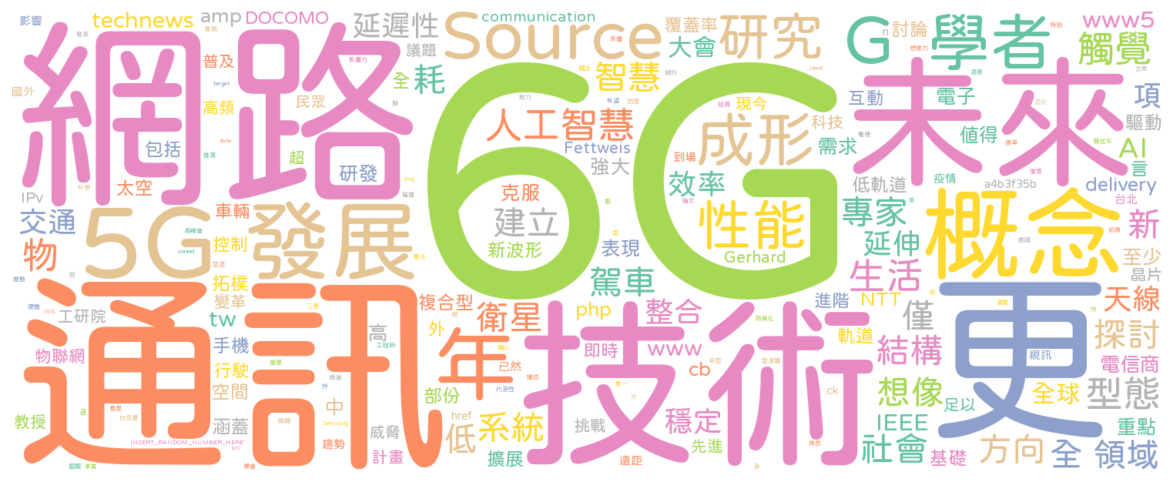 影響
technews
amp
DOCOMO
延遲性
communication
覆蓋率
討論
www5
網路
Source
研究
G
學者
觸覺
議題
大會
普及
全
耗
智慧
國外
高頻
民眾
6G
現今
互動
電子
未來
項
驅動
人工智慧
成形
科技
需求
值得
AI
包括
超
Fettweis
研發
強大
到場
言
太空
克服
效率
低軌道
疫情
a4b3f35b
delivery
IPv
台北
交通
5G
發展
車輛
建立
性能
專家
概念
新
物
控制
新波形
表現
Gerhard
延伸
至少
拓樸
駕車
生活
晶片
通訊
變革
複合型
衛星
php
整合
進階
NTT
更
天線
工研院
tw
高
外
技術
軌道
僅
探討
物聯網
手機
年
即時
www
結構
視訊
電信商
行駛
已然
cb
空間
部份
ck
想像
足以
全球
型態
教授
a
中
href
系統
挑戰
穩定
IEEE
重點
涵蓋
威脅
低
先進
社會
方向
全
領域
INSERT_RANDOM_NUMBER_HERE
趨勢
計畫
擴展
遠距
基礎